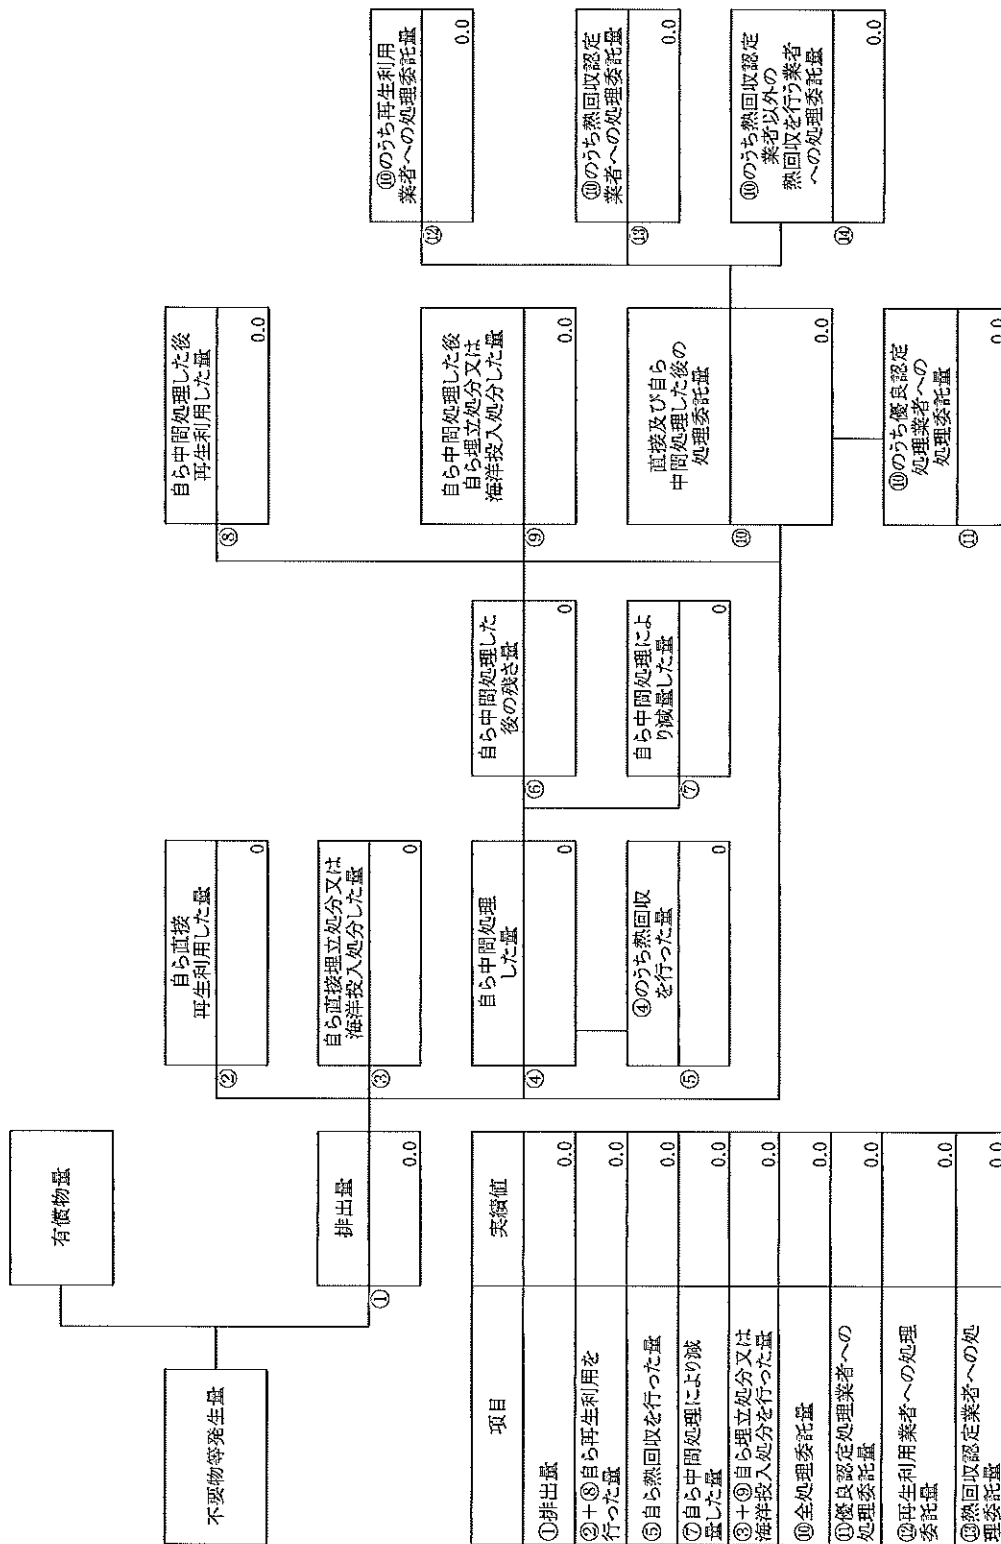 不要物等発生量
有償物量
排出量
①
0.0
自ら直接
再生利用した量
②
0
自ら直接埋立処分又は
海洋投入処分した量
③
0
自ら中間処理
した量
④
0
④のうち熱回収
を行った量
⑤
0
自ら中間処理した
後の残さ量
⑥
0
自ら中間処理によ
り減量した量
⑦
0
自ら中間処理した後
再生利用した量
⑧
0.0
自ら中間処理した後
自ら埋立処分又は
海洋投入処分した量
⑨
0.0
直接及び自ら
中間処理した後の
処理委託量
⑩
0.0
⑩のうち優良認定
処理業者への
処理委託量
⑪
0.0
⑩のうち再生利用
業者への処理委託量
⑫
0.0
⑩のうち熱回収認定
業者への処理委託量
⑬
0.0
⑩のうち熱回収認定
業者以外の
熱回収を行う業者
への処理委託量
⑭
0.0
項目 実績値
①排出量 0.0
②+⑧自ら再生利用を
行った量 0.0
⑤自ら熱回収を行った量 0.0
⑦自ら中間処理により減
量した量 0.0
③+⑨自ら埋立処分又は
海洋投入処分を行った量 0.0
⑩全処理委託量 0.0
⑪優良認定処理業者への
処理委託量 0.0
⑫再生利用業者への処理
委託量 0.0
⑬熱回収認定業者への処
理委託量 0.0